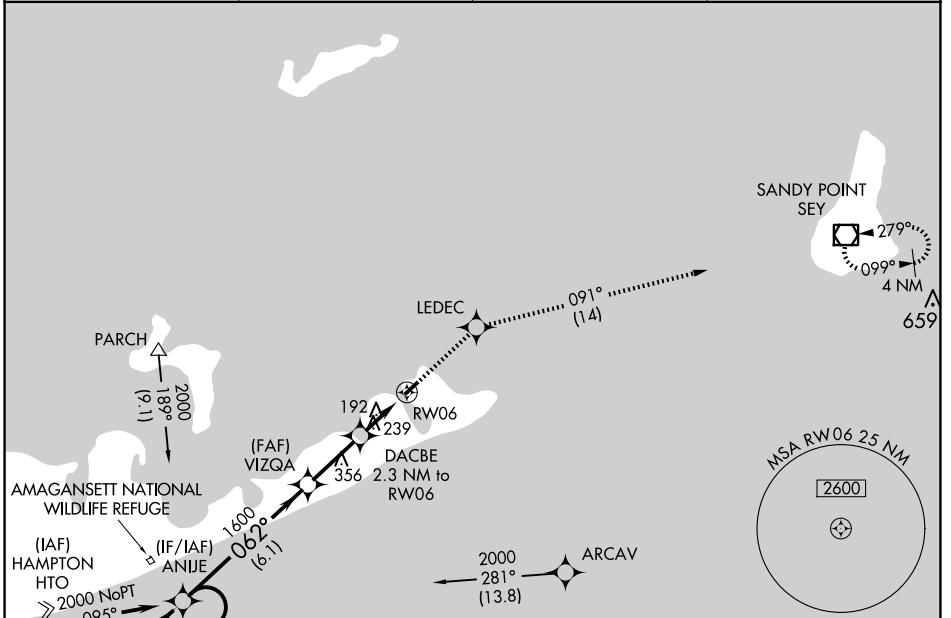 SANDY POINT
SEY
279°
099°
4 NM
659
LEDEC
091°
(14)
PARCH
2000
189°
(9.1)
192
239
RW06
(FAF)
VIZQA
356
DACBE
2.3 NM to
RW06
MSA RW06 25 NM
2600
AMAGANSETT NATIONAL
WILDLIFE REFUGE
1600
062°
(6.1)
(IAF)
HAMPTON
HTO
(IF/IAF)
ANIJE
2000
281°
(13.8)
ARCAV
2000 NoPT
095°